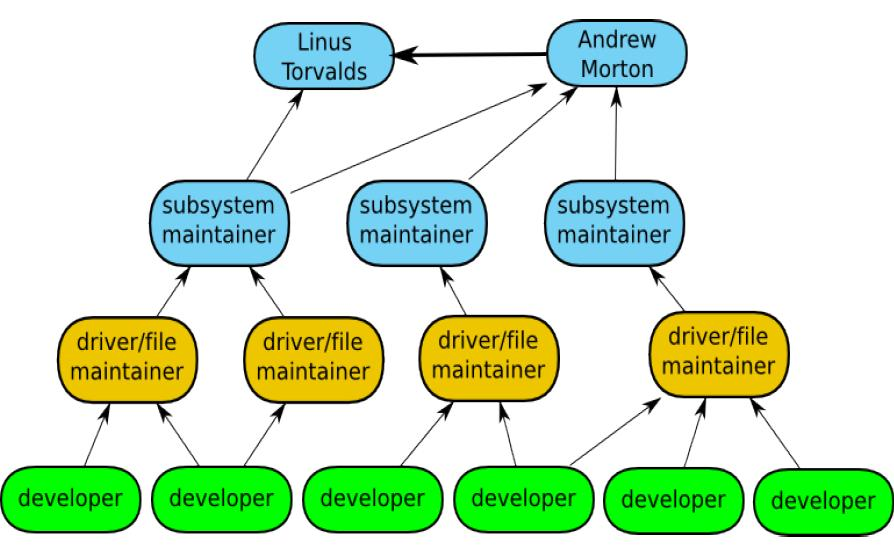 Linus
Torvalds
Andrew
Morton
subsystem
maintainer
subsystem
maintainer
subsystem
maintainer
driver/file
maintainer
driver/file
maintainer
driver/file
maintainer
driver/file
maintainer
developer
developer
developer
developer
developer
developer